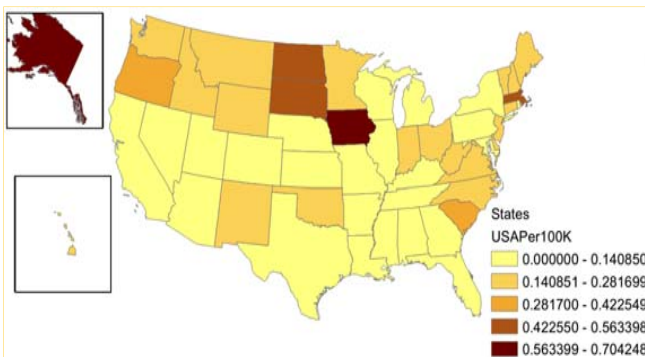 States
USAPer100K
0.000000 - 0.140850
0.140851 - 0.281699
0.281700 - 0.422549
0.422550 - 0.563398
0.563399 - 0.704248